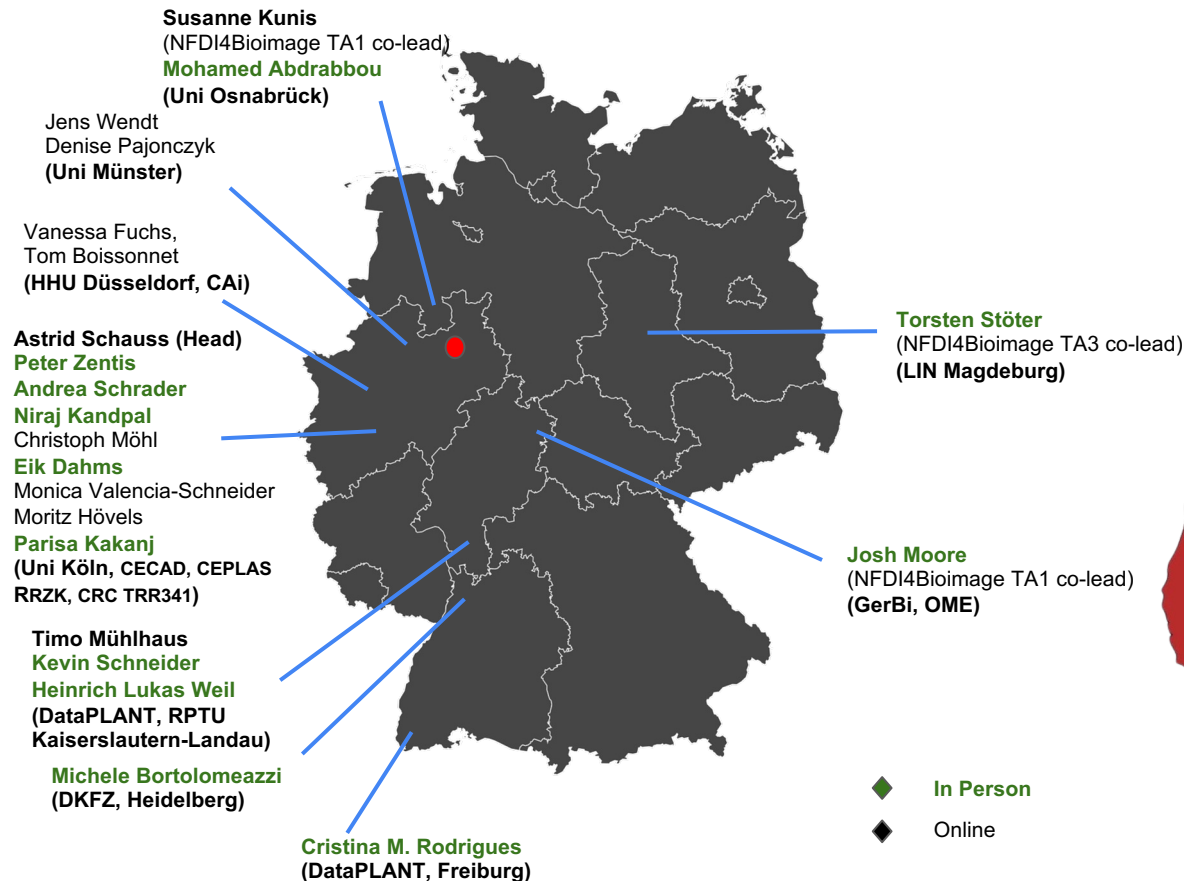 Susanne Kunis
(NFDI4Bioimage TA1 co-lead)
Mohamed Abdrabbou
(Uni Osnabrück)
Jens Wendt
Denise Pajonczyk
(Uni Münster)
Vanessa Fuchs,
Tom Boissonnet
(HHU Düsseldorf, CAi)
Astrid Schauss (Head)
Peter Zentis
Andrea Schrader
Niraj Kandpal
Christoph Möhl
Eik Dahms
Monica Valencia-Schneider
Moritz Hövels
Parisa Kakanj
(Uni Köln, CECAD, CEPLAS
RRZK, CRC TRR341)
Timo Mühlhaus
Kevin Schneider
Heinrich Lukas Weil
(DataPLANT, RPTU
Kaiserslautern-Landau)
Michele Bortolomeazzi
(DKFZ, Heidelberg)
Cristina M. Rodrigues
(DataPLANT, Freiburg)
Torsten Stöter
(NFDI4Bioimage TA3 co-lead)
(LIN Magdeburg)
Josh Moore
(NFDI4Bioimage TA1 co-lead)
(GerBi, OME)
In Person
Online